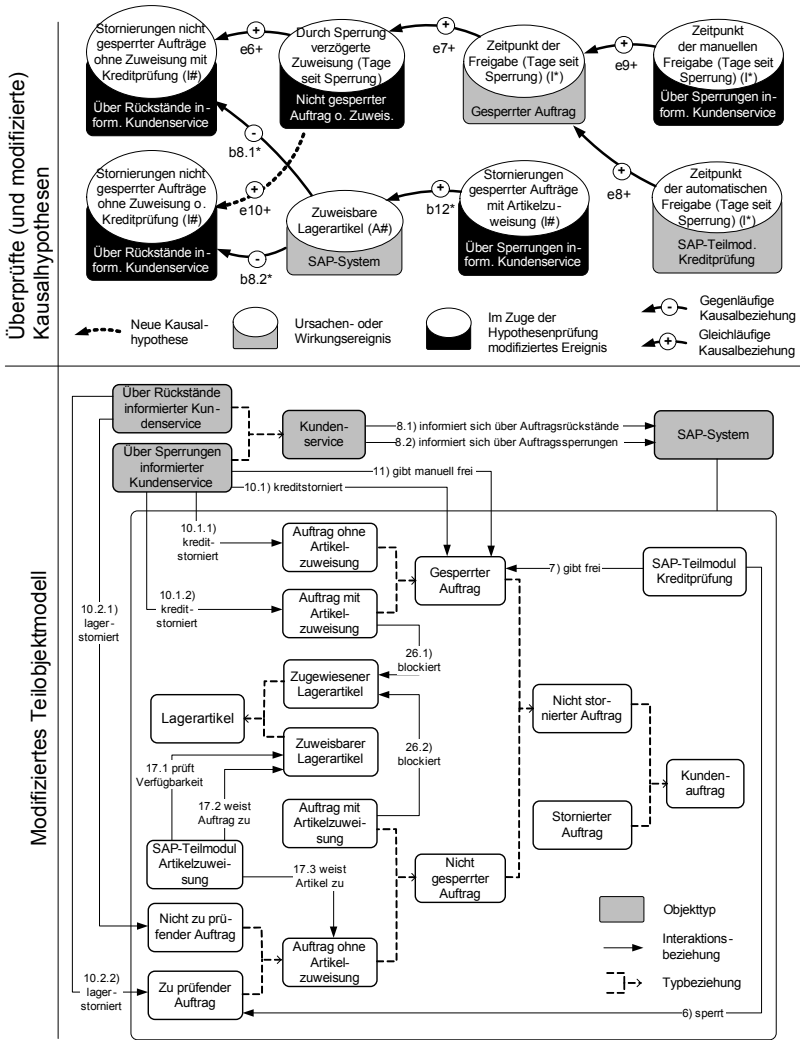 Überprüfte (und modifizierte)
Kausalhypothesen
Stornierungen nicht
gesperrter Aufträge
ohne Zuweisung mit
Kreditprüfung (I#)
Über Rückstände in-
form. Kundenservice
e6+
+
Durch Sperrung
verzögerte
Zuweisung (Tage
seit Sperrung)
Nicht gesperrter
Auftrag o. Zuweis.
e7+
+
Zeitpunkt der
Freigabe (Tage seit
Sperrung) (I*)
Gesperrter Auftrag
e9+
+
Zeitpunkt
der manuellen
Freigabe (Tage seit
Sperrung) (I*)
Über Sperrungen in-
form. Kundenservice
-
b8.1*
+
e10+
+
e8+
Stornierungen nicht
gesperrter Aufträge
ohne Zuweisung o.
Kreditprüfung (I#)
Über Rückstände in-
form. Kundenservice
-
b8.2*
Zuweisbare
Lagerartikel (A#)
SAP-System
+
b12*
Stornierungen
gesperrter Aufträge
mit Artikelzu-
weisung (I#)
Über Sperrungen in-
form. Kundenservice
Zeitpunkt
der automatischen
Freigabe (Tage seit
Sperrung) (I*)
SAP-Teilmod.
Kreditprüfung
Neue Kausal-
hypothese
Ursachen- oder
Wirkungsereignis
Im Zuge der
Hypothesenprüfung
modifiziertes Ereignis
-
Gegenläufige
Kausalbeziehung
+
Gleichläufige
Kausalbeziehung
Modifiziertes Teilobjektmodell
Über Rückstände
informierter Kun-
denservice
Kunden-
service
8.1) informiert sich über Auftragsrückstände
8.2) informiert sich über Auftragssperrungen
SAP-System
Über Sperrungen
informierter
Kundenservice
11) gibt manuell frei
10.1) kreditstorniert
10.1.1)
kredit-
storniert
Auftrag ohne
Artikel-
zuweisung
Gesperrter
Auftrag
7) gibt frei
SAP-Teilmodul
Kreditprüfung
10.1.2)
kredit-
storniert
Auftrag mit
Artikel-
zuweisung
10.2.1)
lager-
storniert
26.1)
blockiert
Zugewiesener
Lagerartikel
Lagerartikel
Nicht stor-
nierter Auftrag
Zuweisbarer
Lagerartikel
26.2)
blockiert
17.1 prüft
Verfügbarkeit
17.2 weist
Auftrag zu
Kunden-
auftrag
Auftrag mit
Artikel-
zuweisung
Stornierter
Auftrag
SAP-Teilmodul
Artikelzuwei-
sung
17.3 weist
Artikel zu
Nicht
gesperrter
Auftrag
Nicht zu prü-
fender Auftrag
Auftrag ohne
Artikel-
zuweisung
10.2.2)
lager-
storniert
Zu prüfender
Auftrag
Objekttyp
Interaktions-
beziehung
Typbeziehung
6) sperrt